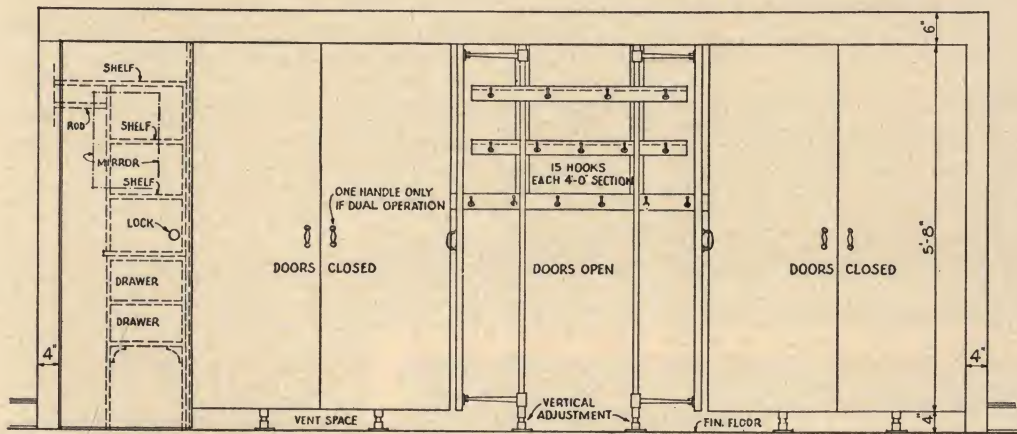 6"
SHELF
ROD
SHELF
MIRROR
SHELF
15 HOOKS
EACH 4'-0" SECTION
ONE HANDLE ONLY
IF DUAL OPERATION
LOCK
5'-8"
DOORS CLOSED
DOORS OPEN
DOORS CLOSED
DRAWER
DRAWER
4"
4"
VENT SPACE
VERTICAL
ADJUSTMENT
FIN. FLOOR
4"